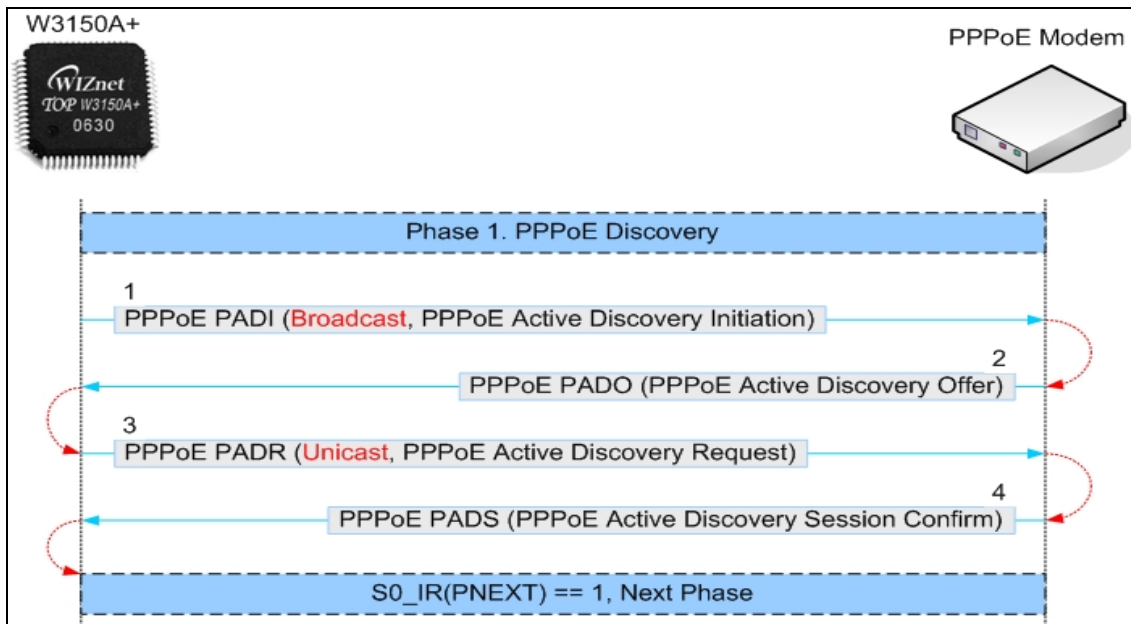 W3150A+
PPPoE Modem
WIZnet
TOP W3150A+
0630
Phase 1. PPPoE Discovery
1
PPPoE PADI (Broadcast, PPPoE Active Discovery Initiation)
2
PPPoE PADO (PPPoE Active Discovery Offer)
3
PPPoE PADR (Unicast, PPPoE Active Discovery Request)
4
PPPoE PADS (PPPoE Active Discovery Session Confirm)
S0_IR(PNEXT) == 1, Next Phase